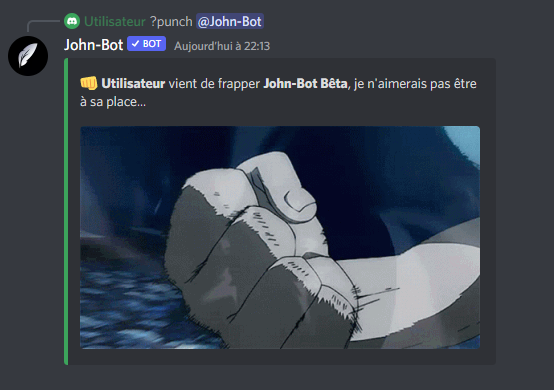 Utilisateur ?punch @John-Bot
John-Bot ✓ BOT Aujourd'hui à 22:13
👊 Utilisateur vient de frapper John-Bot Bêta, je n'aimerais pas être
à sa place...